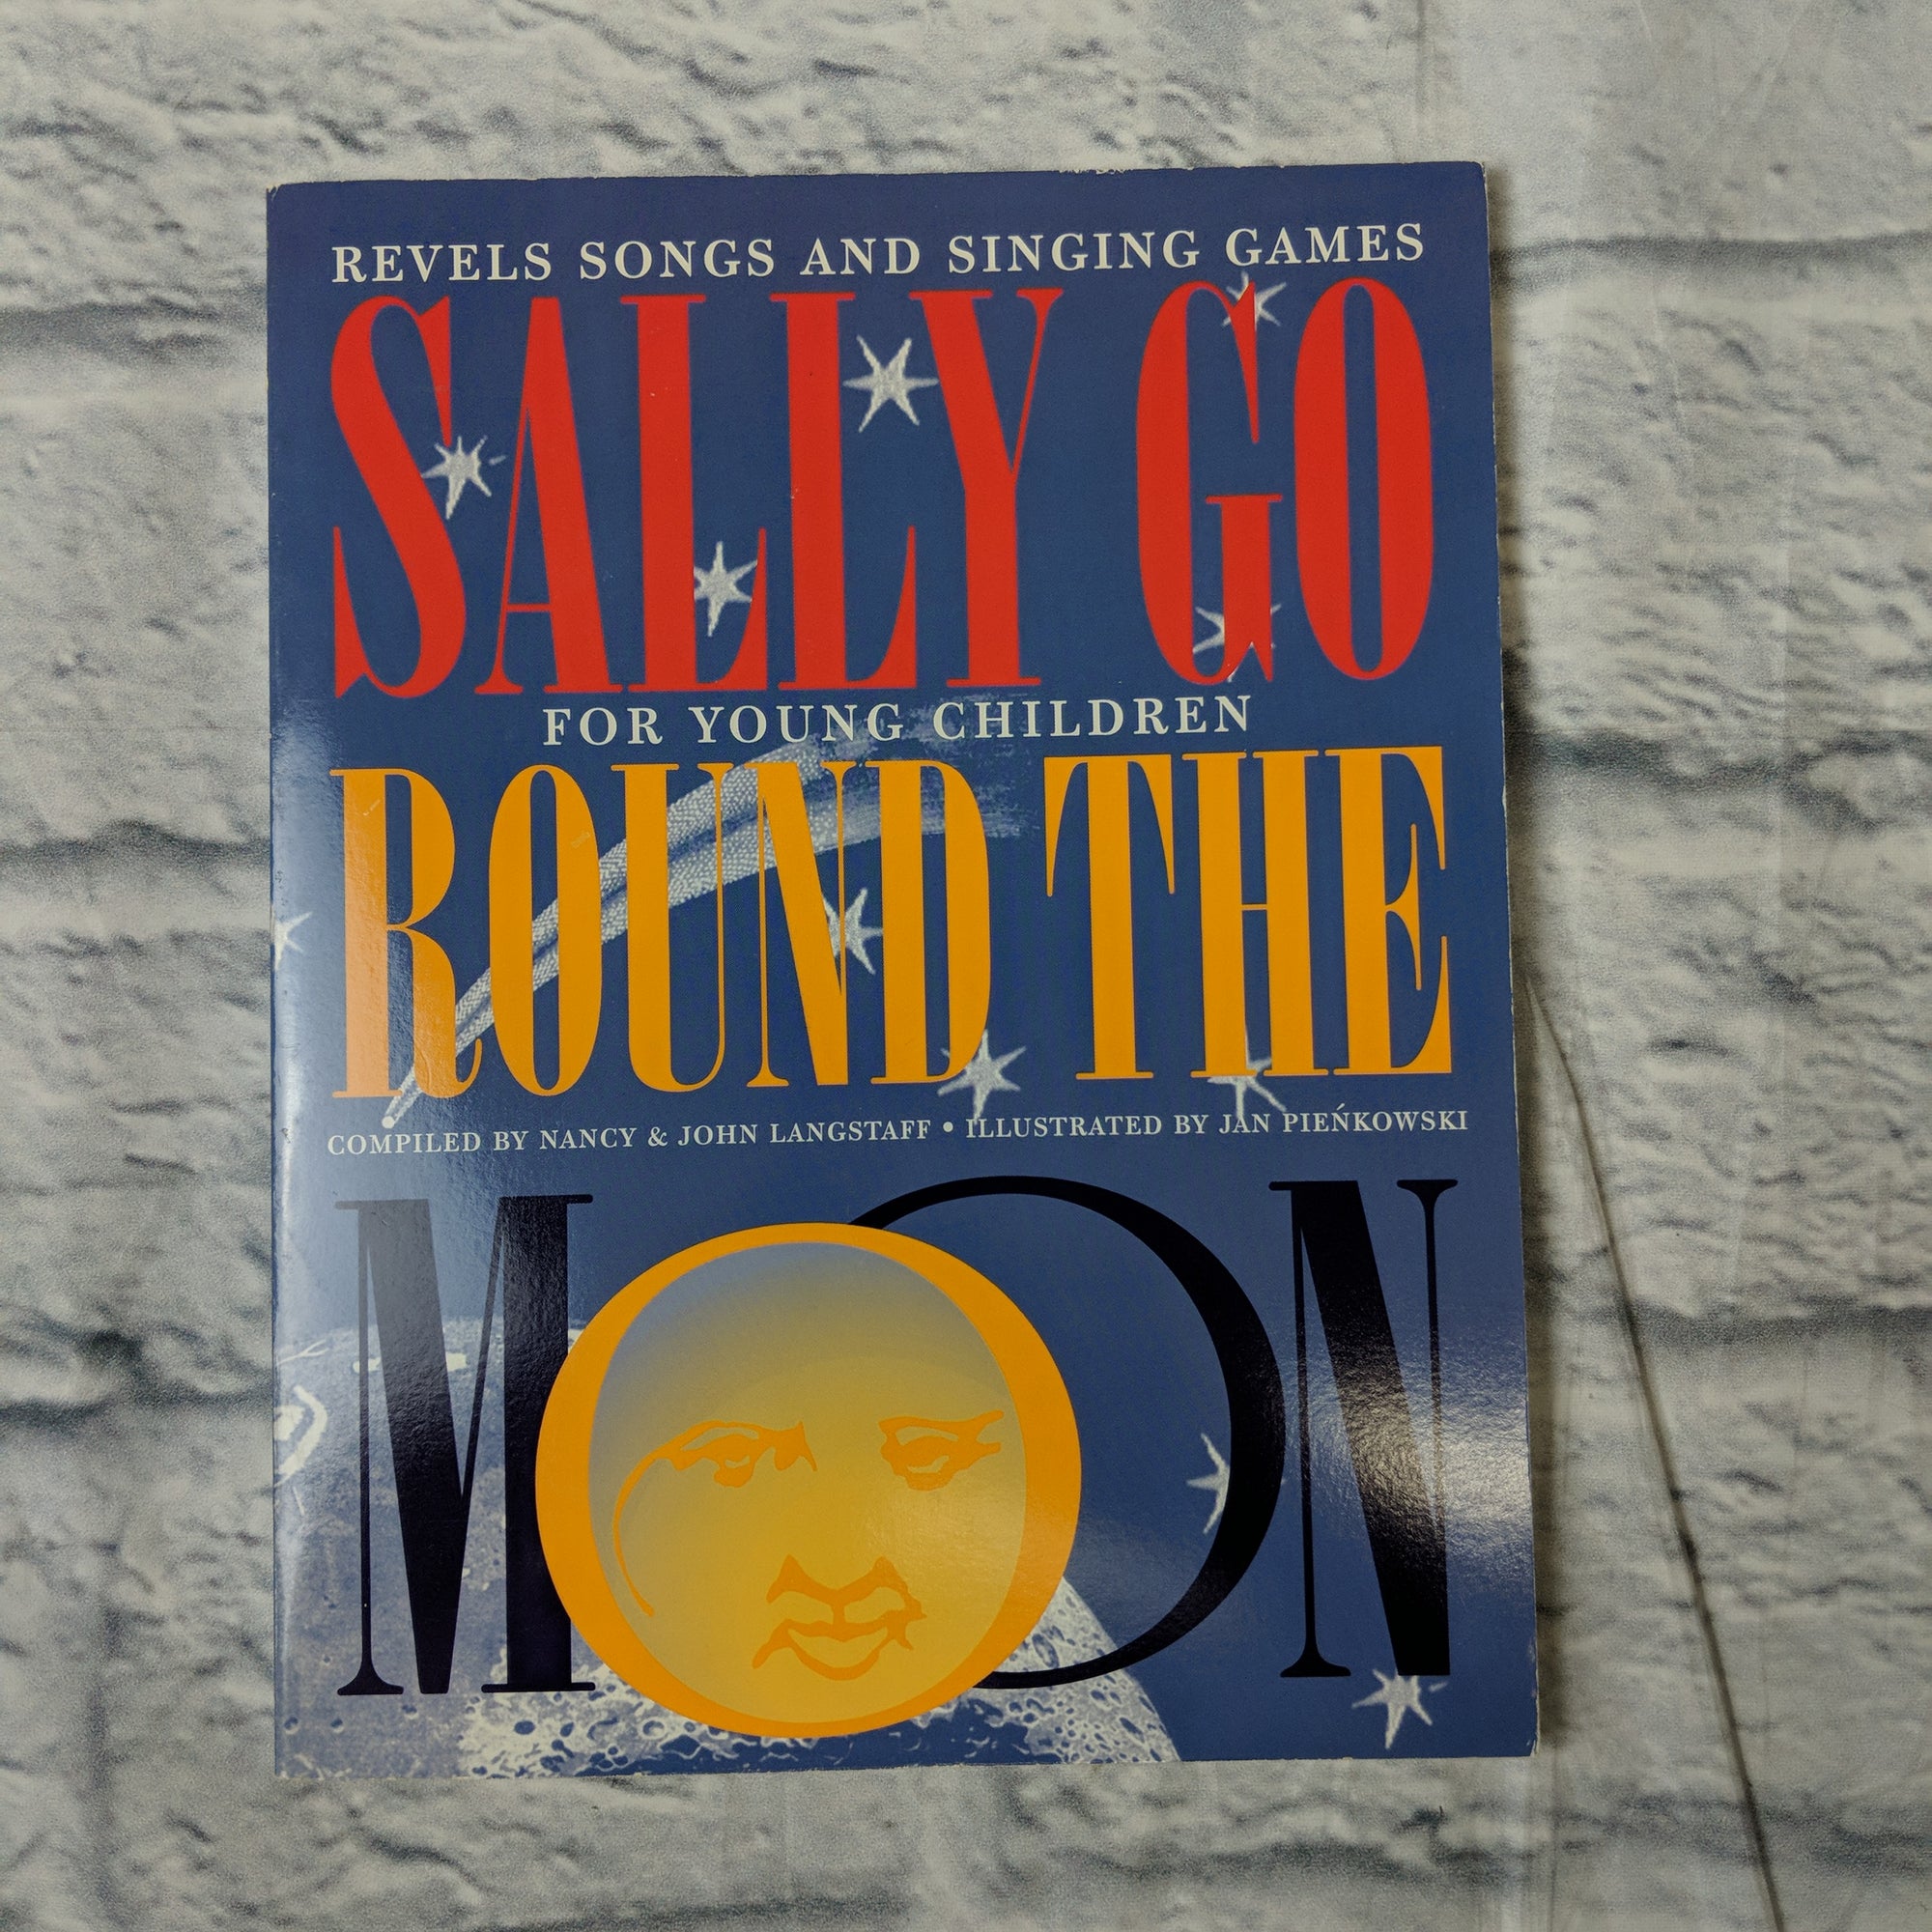 REVELS SONGS AND SINGING GAMES
SALLY GO
FOR YOUNG CHILDREN
ROUND THE
COMPILED BY NANCY & JOHN LANGSTAFF • ILLUSTRATED BY JAN PIEŃKOWSKI
MOON